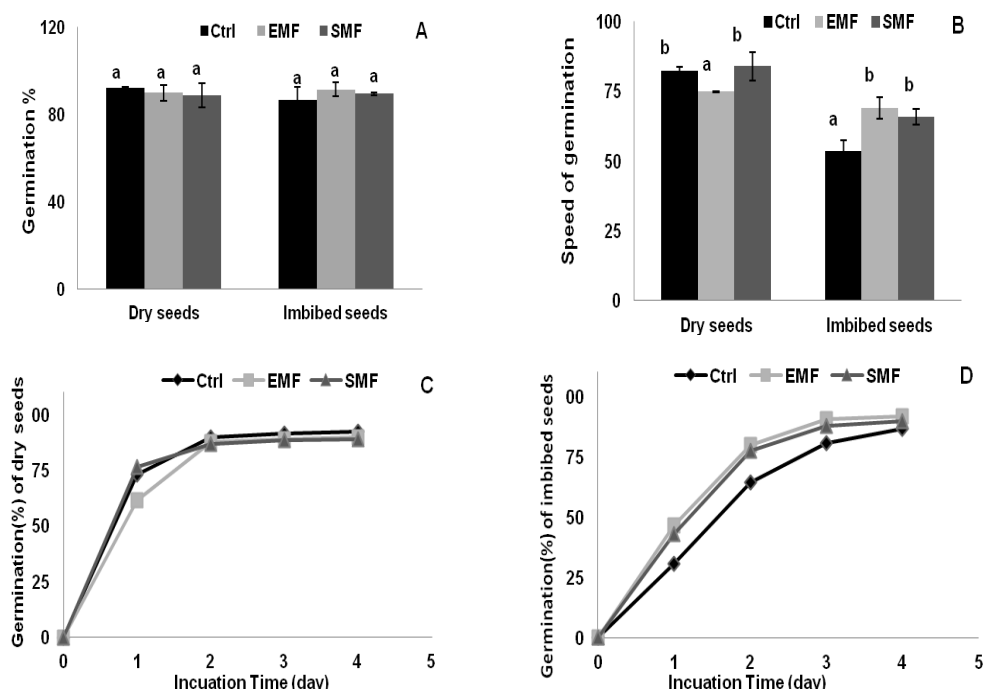 120
Ctrl EMF SMF
A
a a a a a a
80
40
0
Germination %
Dry seeds Imbibed seeds
100
Ctrl EMF SMF
B
b a b a b b
75
50
25
0
Speed of germination
Dry seeds Imbibed seeds
Ctrl EMF SMF
C
00
75
50
25
0
Germination(%) of dry seeds
0 1 2 3 4 5
Incuation Time (day)
Ctrl EMF SMF
D
00
75
50
25
0
Germination(%) of imbibed seeds
0 1 2 3 4 5
Incuation Time (day)